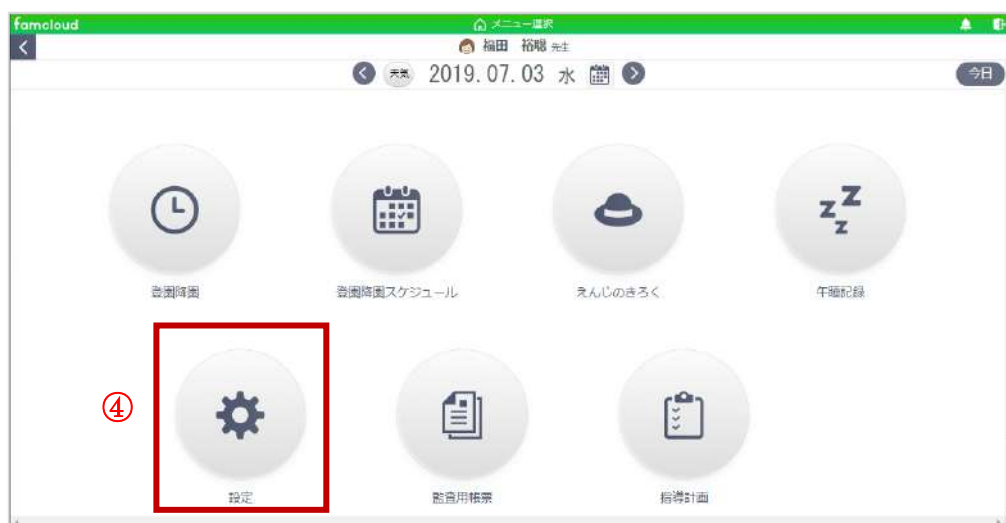 famcloud メニュー選択
福田 裕聡 先生
天気 2019.07.03 水 今日
登園降園 登園降園スケジュール えんじのきろく 午睡記録
④
設定 監査用帳票 指導計画